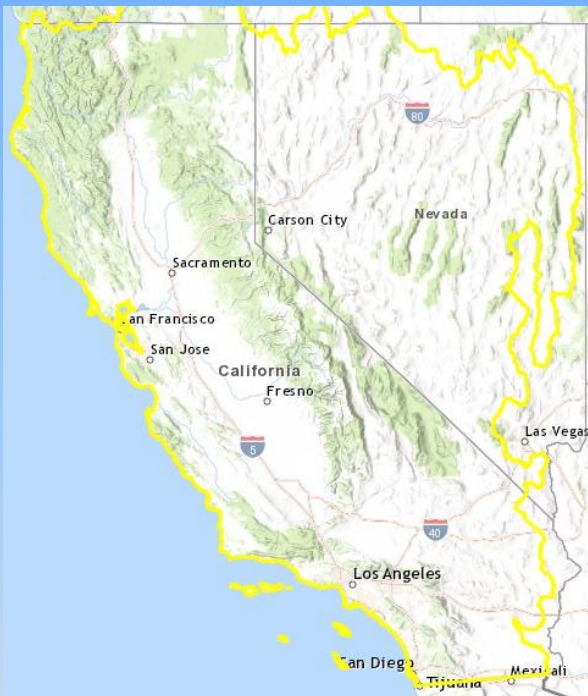 80
Carson City
Nevada
Sacramento
an Francisco
San Jose
California
Fresno
5
Las Vegas
40
Los Angeles
San Diego
Tijuana
Mexicali